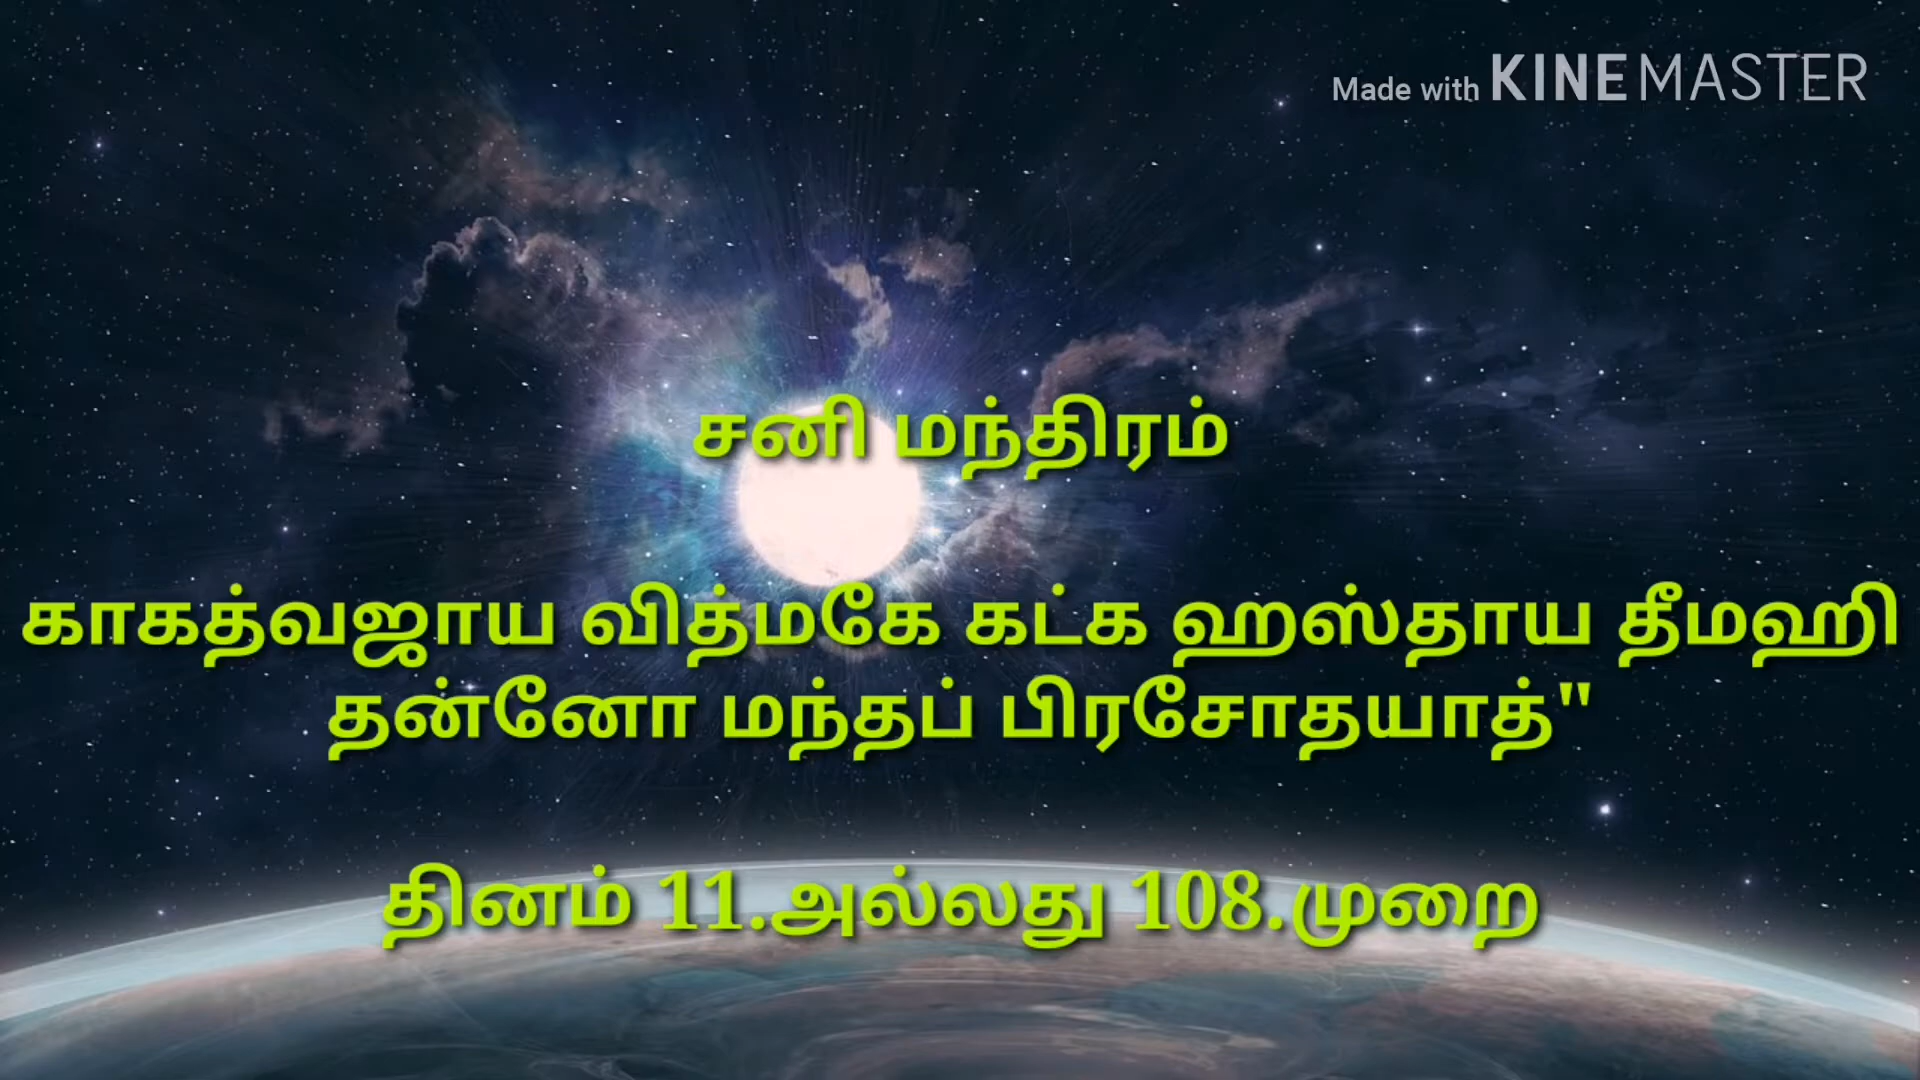 Made with KINEMASTER
சனி மந்திரம்
காகத்வஜாய வித்மகே கட்க ஹஸ்தாய தீமஹி
தன்னோ மந்தப் பிரசோதயாத்"
தினம் 11.அல்லது 108.முறை